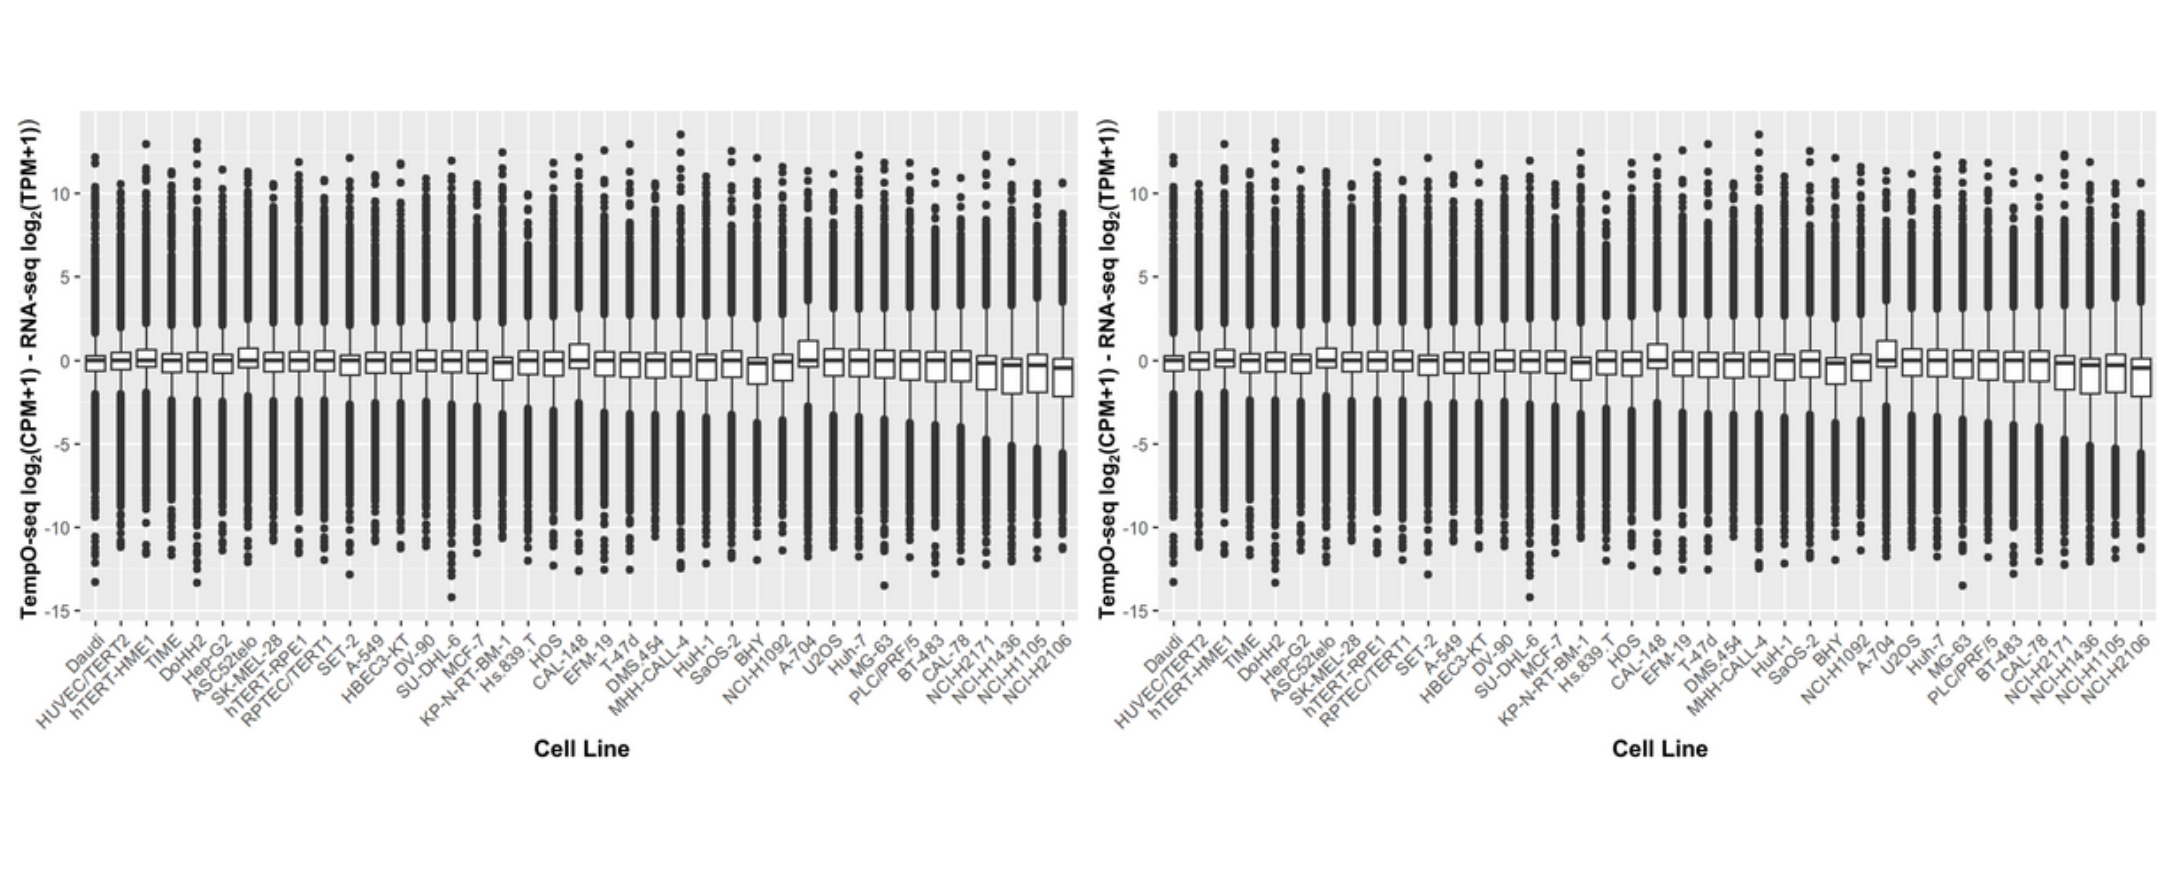 TempO-seq log2(CPM+1) - RNA-seq log2(TPM+1))
10
5
0
-5
-10
-15
Daudi
HUVEC/TERT2
hTERT-HME1
TIME
DoHH2
Hep-G2
ASC52telo
SK-MEL-28
hTERT-RPE1
RPTEC/TERT1
SET-2
A-549
HBEC3-KT
DV-90
SU-DHL-6
MCF-7
KP-N-RT-BM-1
Hs.839.T
HOS
CAL-148
EFM-19
T-47d
DMS.454
MHH-CALL-4
HuH-1
SaOS-2
BHY
NCI-H1092
A-704
U2OS
Huh-7
MG-63
PLC/PRF/5
BT-483
CAL-78
NCI-H2171
NCI-H1436
NCI-H1105
NCI-H2106
Cell Line
TempO-seq log2(CPM+1) - RNA-seq log2(TPM+1))
10
5
0
-5
-10
-15
Daudi
HUVEC/TERT2
hTERT-HME1
TIME
DoHH2
Hep-G2
ASC52telo
SK-MEL-28
hTERT-RPE1
RPTEC/TERT1
SET-2
A-549
HBEC3-KT
DV-90
SU-DHL-6
MCF-7
KP-N-RT-BM-1
Hs.839.T
HOS
CAL-148
EFM-19
T-47d
DMS.454
MHH-CALL-4
HuH-1
SaOS-2
BHY
NCI-H1092
A-704
U2OS
Huh-7
MG-63
PLC/PRF/5
BT-483
CAL-78
NCI-H2171
NCI-H1436
NCI-H1105
NCI-H2106
Cell Line